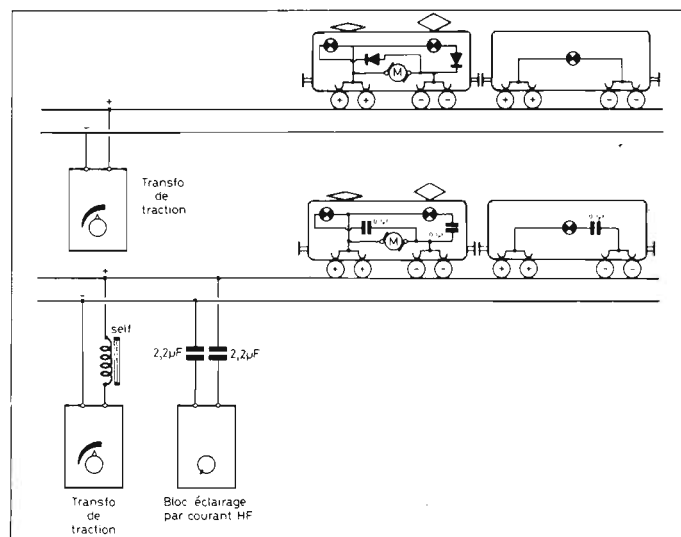 M
+ + - - + + - -
+
-
Transfo
de
traction
M
+ + - - + + - -
+
-
self
2,2µF 2,2µF
Transfo
de
traction
Bloc éclairage
par courant HF